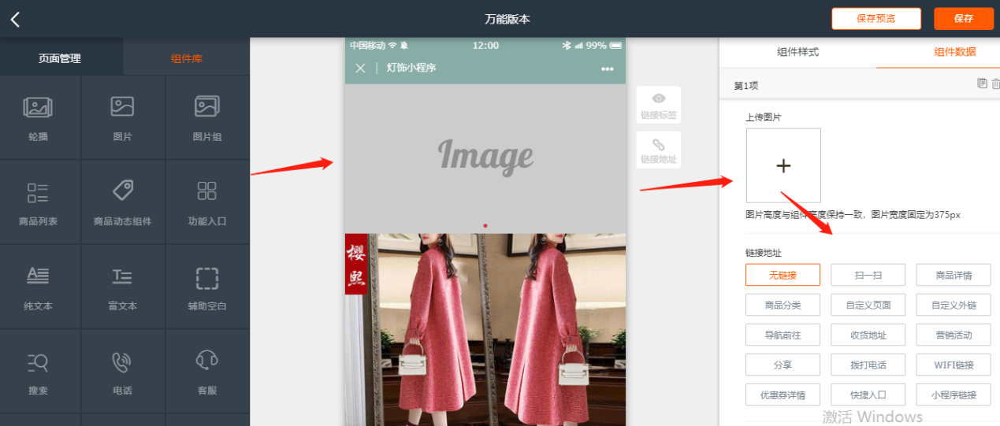 万能版本
保存预览
保存
页面管理
组件库
轮播
图片
图片组
商品列表
商品动态组件
功能入口
纯文本
富文本
辅助空白
搜索
电话
客服
中国移动
12:00
99%
灯饰小程序
Image
樱熙
链接标签
链接地址
组件样式
组件数据
第1项
上传图片
图片高度与组件高度保持一致，图片宽度固定为375px
链接地址
无链接
扫一扫
商品详情
商品分类
自定义页面
自定义外链
导航前往
收货地址
营销活动
分享
拨打电话
WIFI链接
优惠券详情
快捷入口
小程序链接
激活 Windows